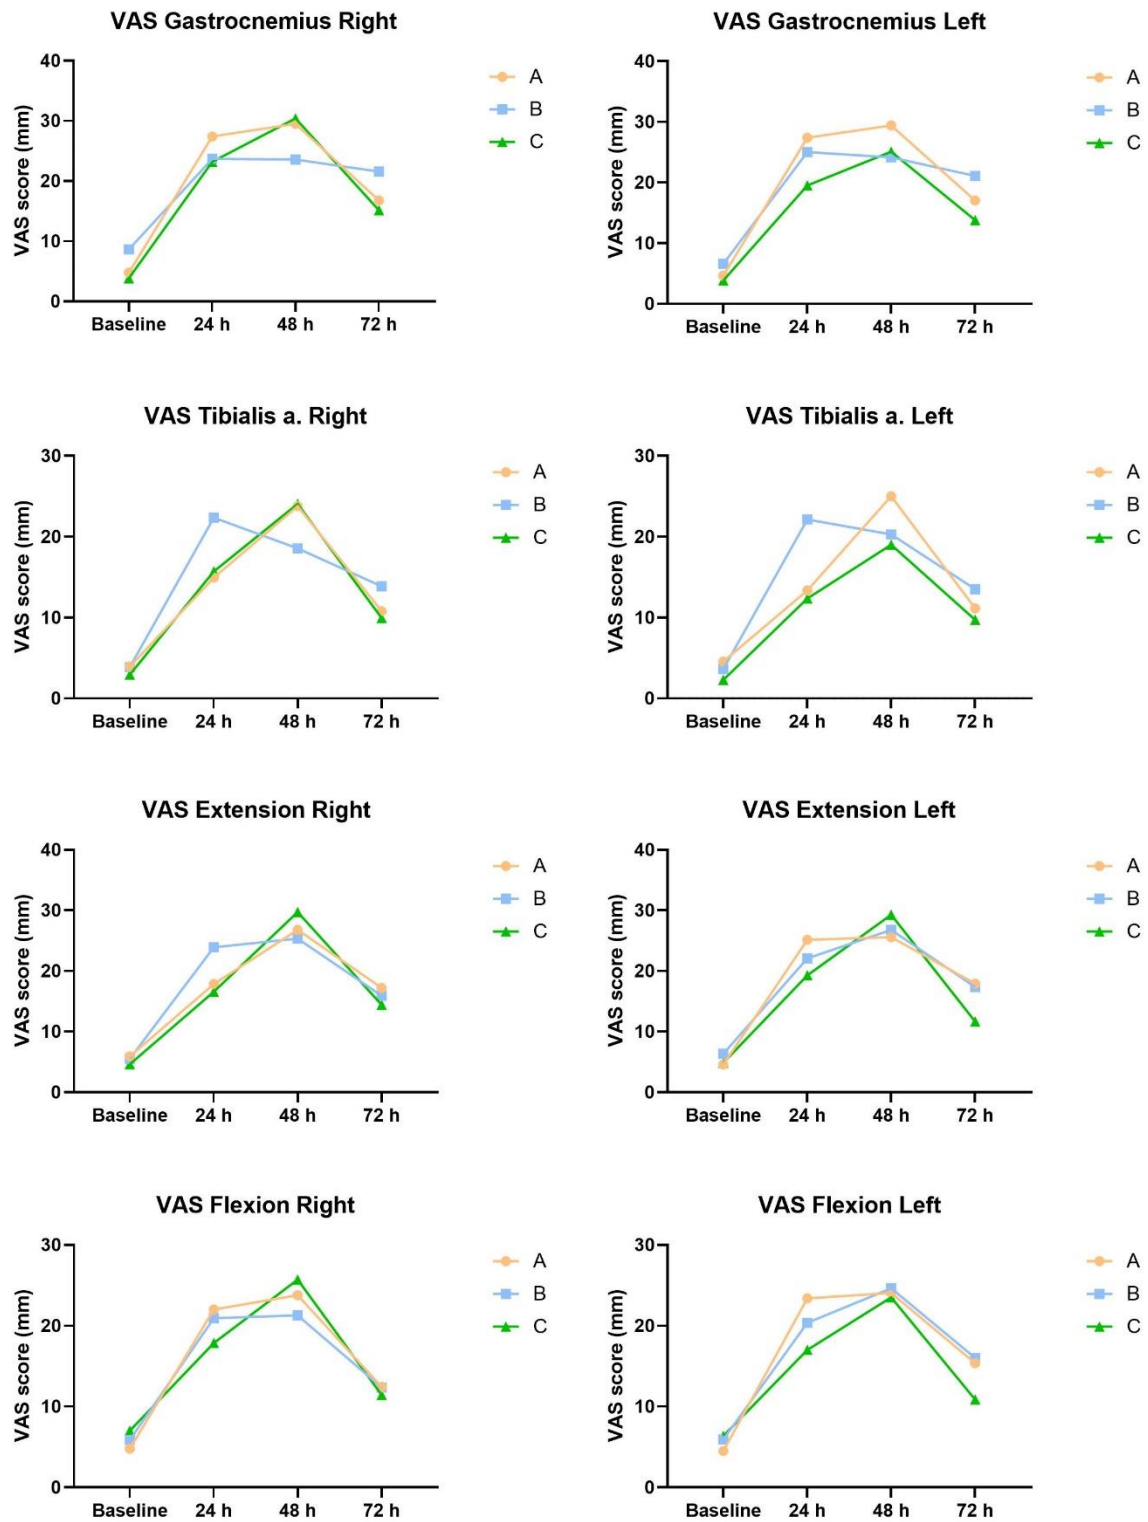 VAS Gastrocnemius Right
VAS score (mm)
40
30
20
10
0
Baseline 24 h 48 h 72 h
A
B
C
VAS Gastrocnemius Left
VAS score (mm)
40
30
20
10
0
Baseline 24 h 48 h 72 h
A
B
C
VAS Tibialis a. Right
VAS score (mm)
30
20
10
0
Baseline 24 h 48 h 72 h
A
B
C
VAS Tibialis a. Left
VAS score (mm)
30
20
10
0
Baseline 24 h 48 h 72 h
A
B
C
VAS Extension Right
VAS score (mm)
40
30
20
10
0
Baseline 24 h 48 h 72 h
A
B
C
VAS Extension Left
VAS score (mm)
40
30
20
10
0
Baseline 24 h 48 h 72 h
A
B
C
VAS Flexion Right
VAS score (mm)
30
20
10
0
Baseline 24 h 48 h 72 h
A
B
C
VAS Flexion Left
VAS score (mm)
30
20
10
0
Baseline 24 h 48 h 72 h
A
B
C